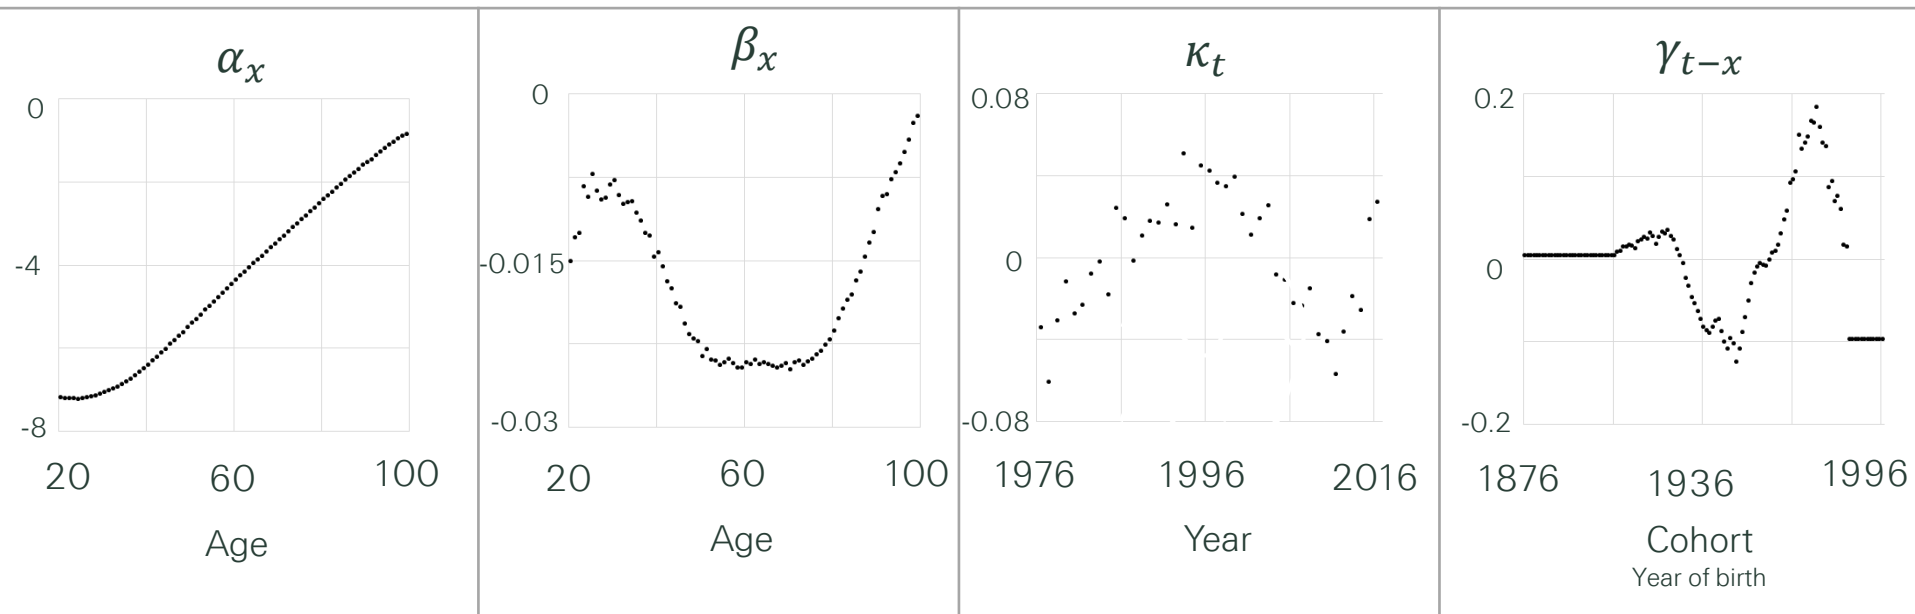 αₓ
0
-4
-8
20 60 100
Age
βₓ
0
-0.015
-0.03
20 60 100
Age
κₜ
0.08
0
-0.08
1976 1996 2016
Year
γₜ₋ₓ
0.2
0
-0.2
1876 1936 1996
Cohort
Year of birth